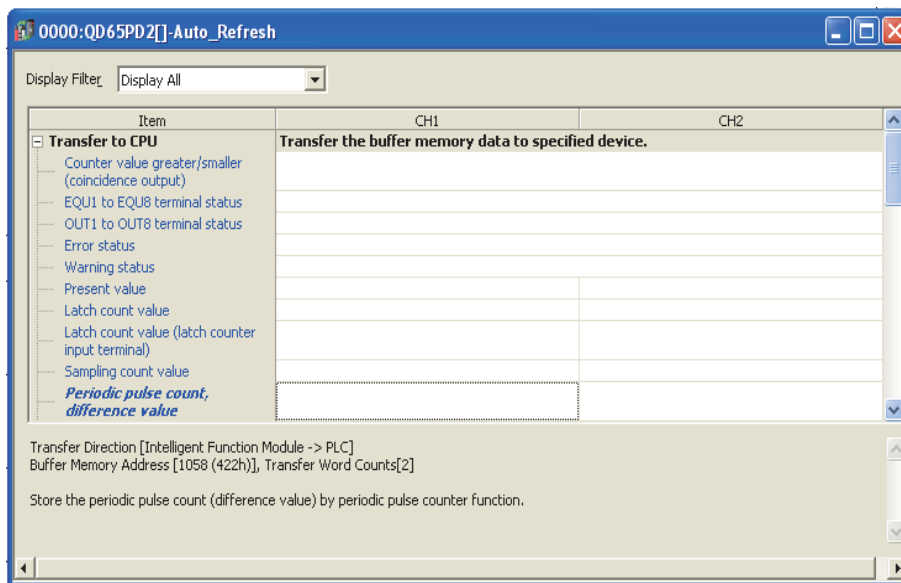 0000:QD65PD2[]-Auto_Refresh
Display Filter Display All
Item CH1 CH2
Transfer to CPU Transfer the buffer memory data to specified device.
Counter value greater/smaller
(coincidence output)
EQU1 to EQU8 terminal status
OUT1 to OUT8 terminal status
Error status
Warning status
Present value
Latch count value
Latch count value (latch counter
input terminal)
Sampling count value
Periodic pulse count,
difference value
Transfer Direction [Intelligent Function Module -> PLC]
Buffer Memory Address [1058 (422h)], Transfer Word Counts[2]
Store the periodic pulse count (difference value) by periodic pulse counter function.